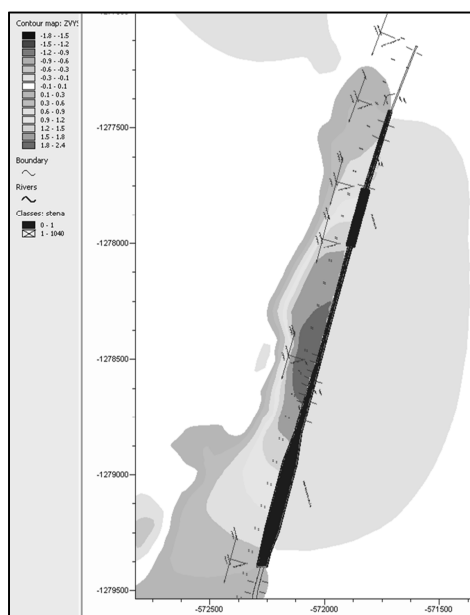 Contour map: ZVYS
-1.8 - -1.5
-1.5 - -1.2
-1.2 - -0.9
-0.9 - -0.6
-0.6 - -0.3
-0.3 - -0.1
-0.1 - 0.1
0.1 - 0.3
0.3 - 0.6
0.6 - 0.9
0.9 - 1.2
1.2 - 1.5
1.5 - 1.8
1.8 - 2.4
Boundary
Rivers
Classes: stena
0 - 1
1 - 1040
-1277500
-1278000
-1278500
-1279000
-1279500
-572500
-572000
-571500